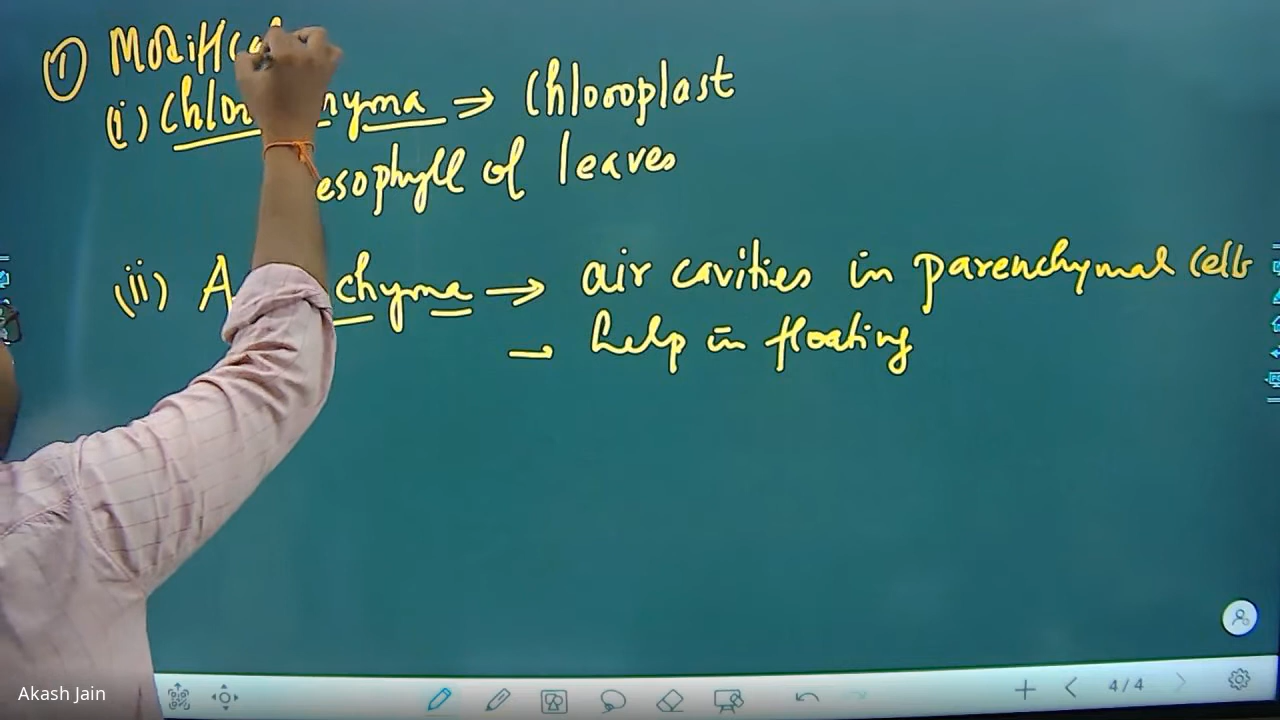 ① Modifica
(i) Chlor nyma → Chloroplast
esophyll of leaves
(ii) A chyma → air cavities in parenchymal cells
→ help in floating
Akash Jain
4/4